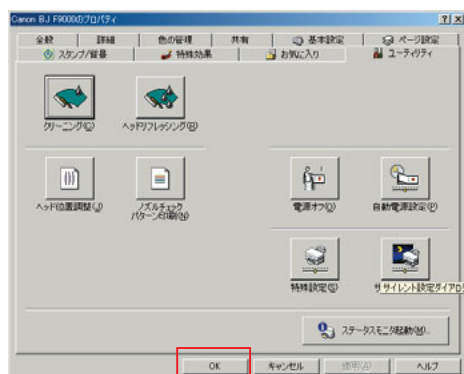 Canon BJ F9000のプロパティ
全般 詳細 色の管理 共有 基本設定 ページ設定
スタンプ/背景 特殊効果 お気に入り ユーティリティ
クリーニング(C) ヘッドリフレッシング(R)
ヘッド位置調整(J) ノズルチェック
パターン印刷(N) 電源オフ(O) 自動電源設定(P)
特殊設定(S) サイレント設定ダイアログ
ステータスモニタ起動(M)...
OK キャンセル 適用(A) ヘルプ